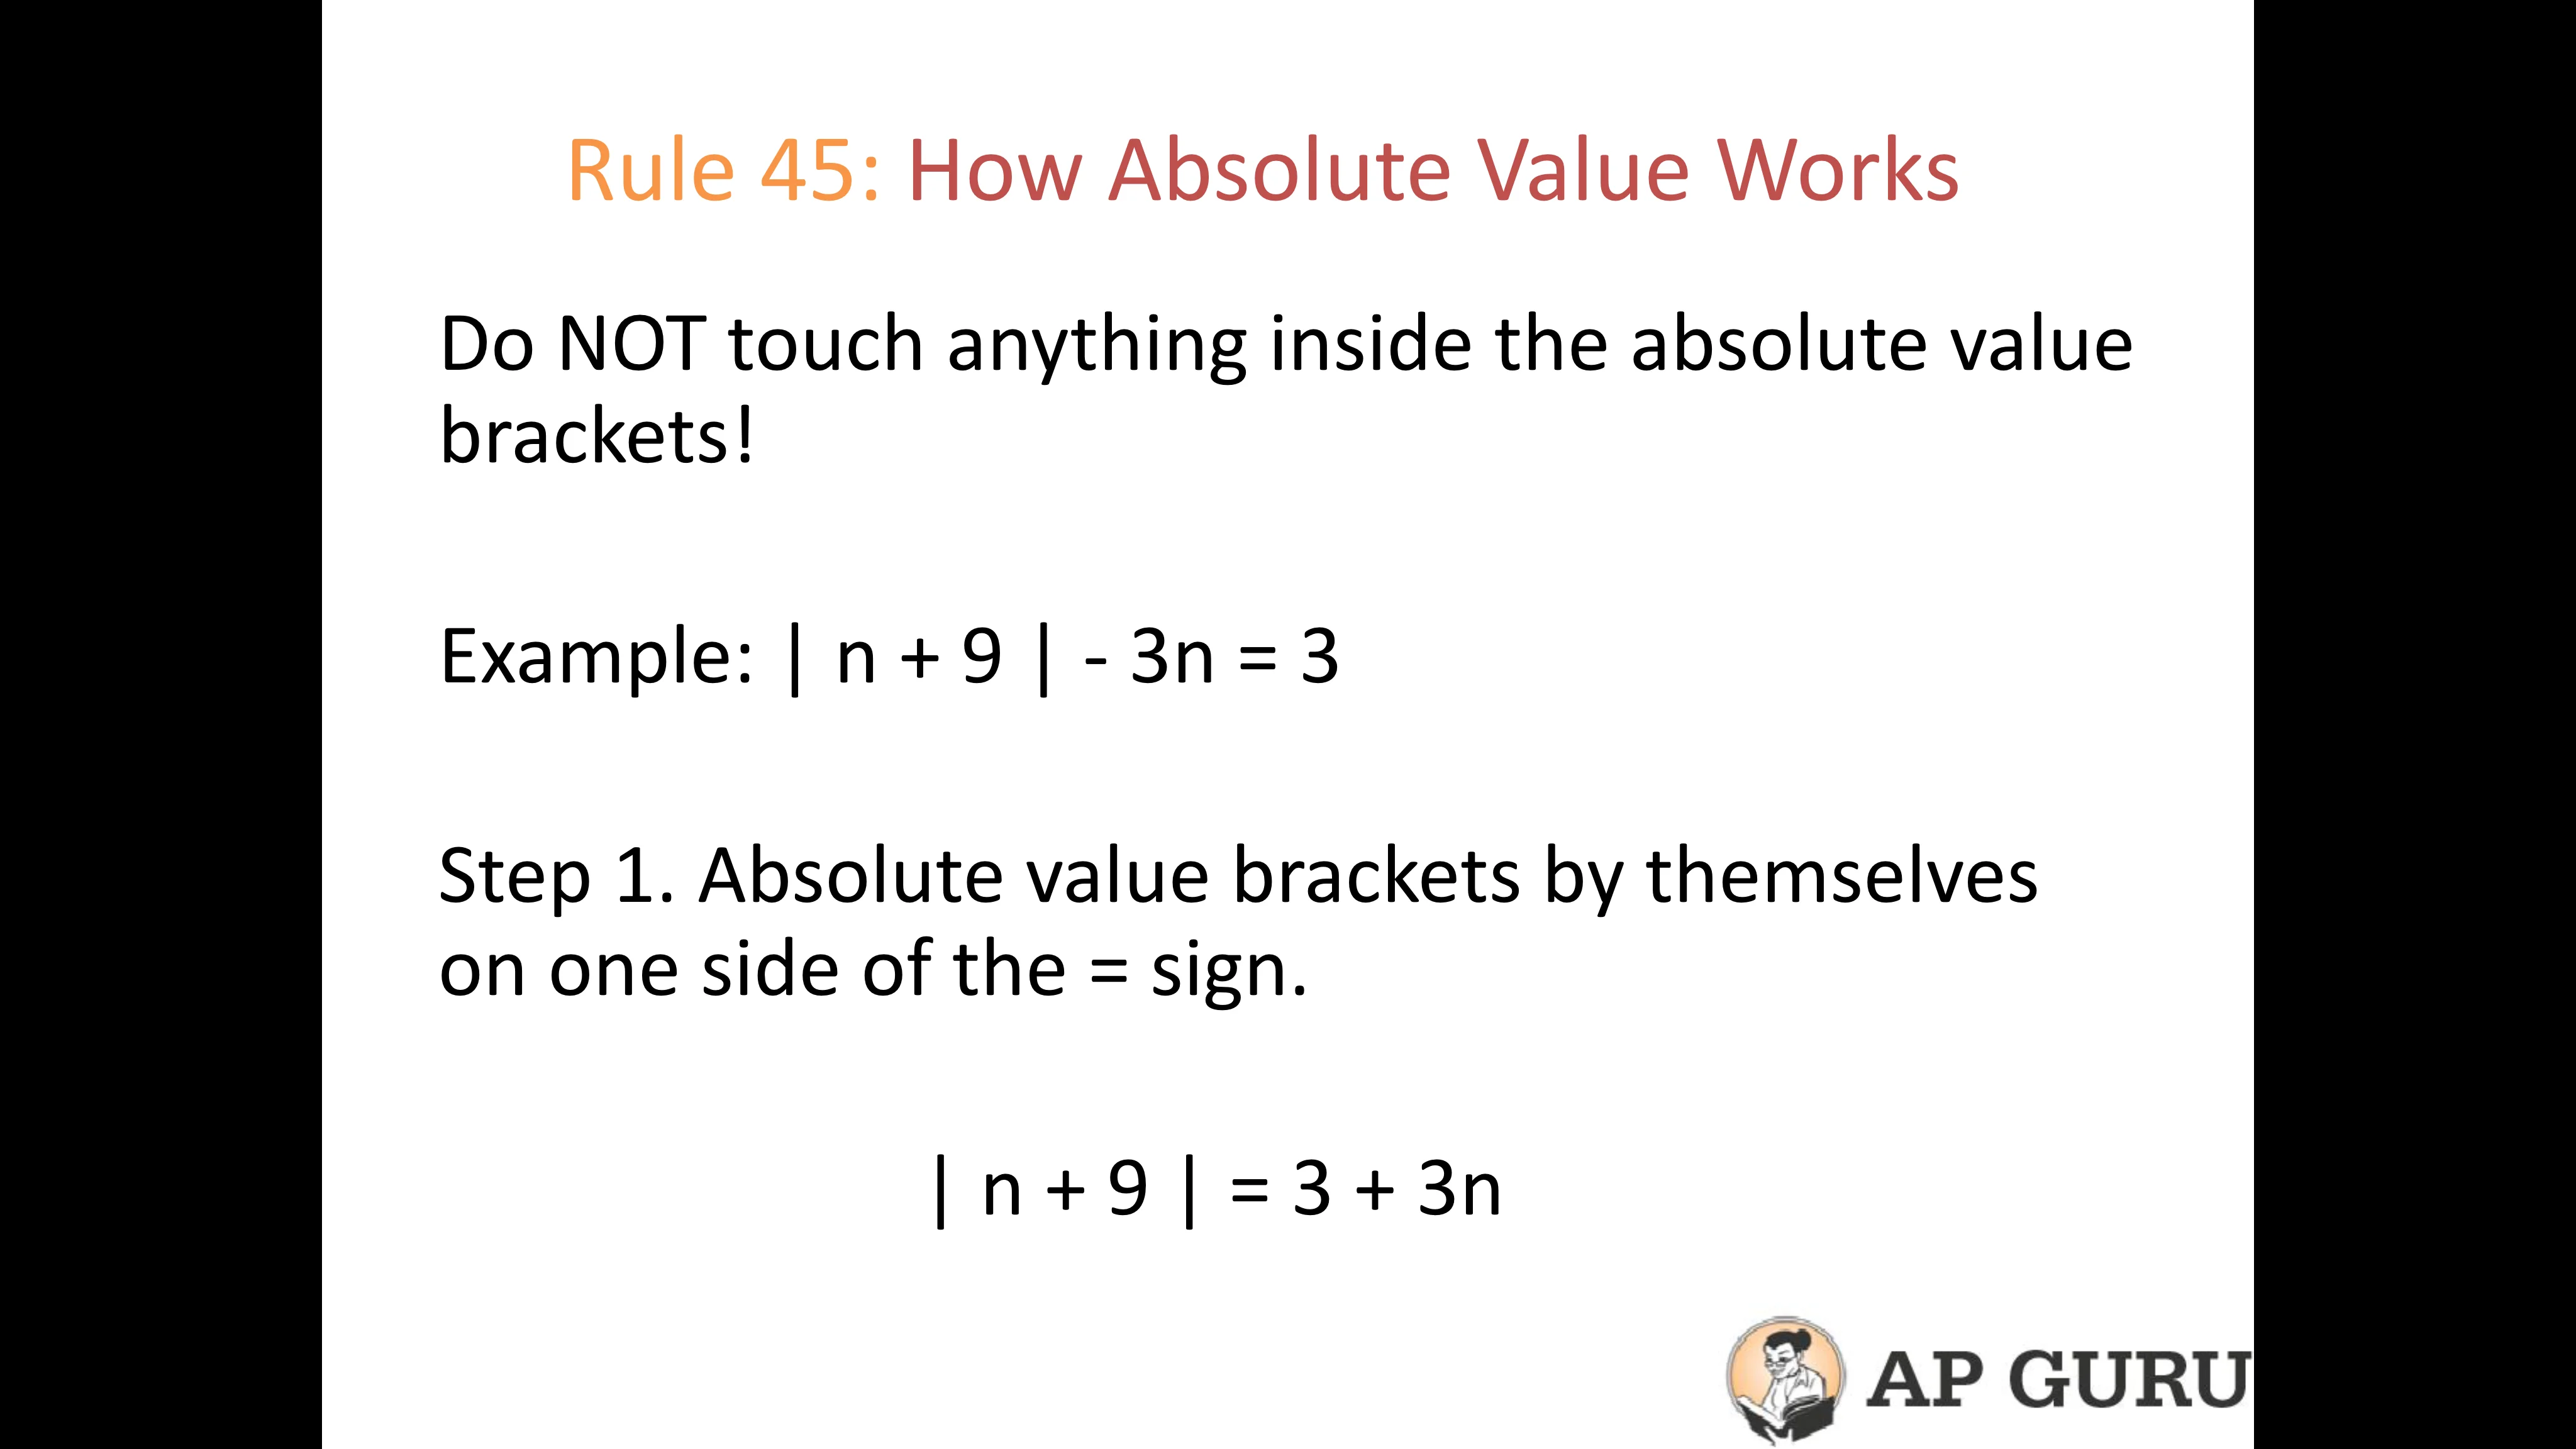 Rule 45: How Absolute Value Works
Do NOT touch anything inside the absolute value
brackets!
Example: | n + 9 | - 3n = 3
Step 1. Absolute value brackets by themselves
on one side of the = sign.
| n + 9 | = 3 + 3n
AP GURU